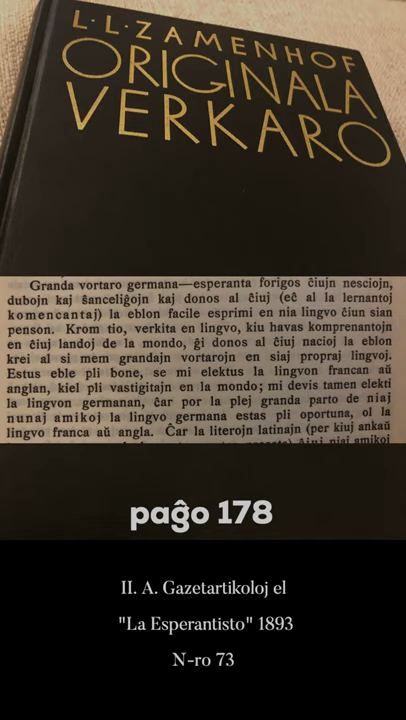 L·L·ZAMENHOF
ORIGINALA
VERKARO
Granda vortaro germana—esperanta forigos ĉiujn nesciojn,
dubojn kaj ŝanceliĝojn kaj donos al ĉiuj (eĉ al la lernantoj
komencantaj) la eblon facile esprimi en nia lingvo ĉiun sian
penson. Krom tio, verkita en lingvo, kiu havas komprenantojn
en ĉiuj landoj de la mondo, ĝi donos al ĉiuj nacioj la eblon
krei al si mem grandajn vortarojn en siaj propraj lingvoj.
Estus eble pli bone, se mi elektus la lingvon francan aŭ
anglan, kiel pli vastigitajn en la mondo; mi devis tamen elekti
la lingvon germanan, ĉar por la plej granda parto de niaj
nunaj amikoj la lingvo germana estas pli oportuna, ol la
lingvo franca aŭ angla. Ĉar la literojn latinajn (per kiuj ankaŭ
ĉiuj niaj amikoj
paĝo 178
II. A. Gazetartikoloj el
"La Esperantisto" 1893
N-ro 73